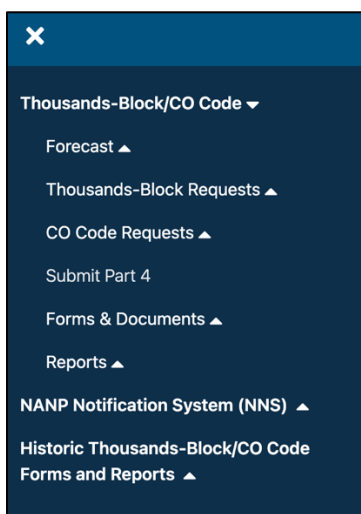 Thousands-Block/CO Code
Forecast
Thousands-Block Requests
CO Code Requests
Submit Part 4
Forms & Documents
Reports
NANP Notification System (NNS)
Historic Thousands-Block/CO Code
Forms and Reports